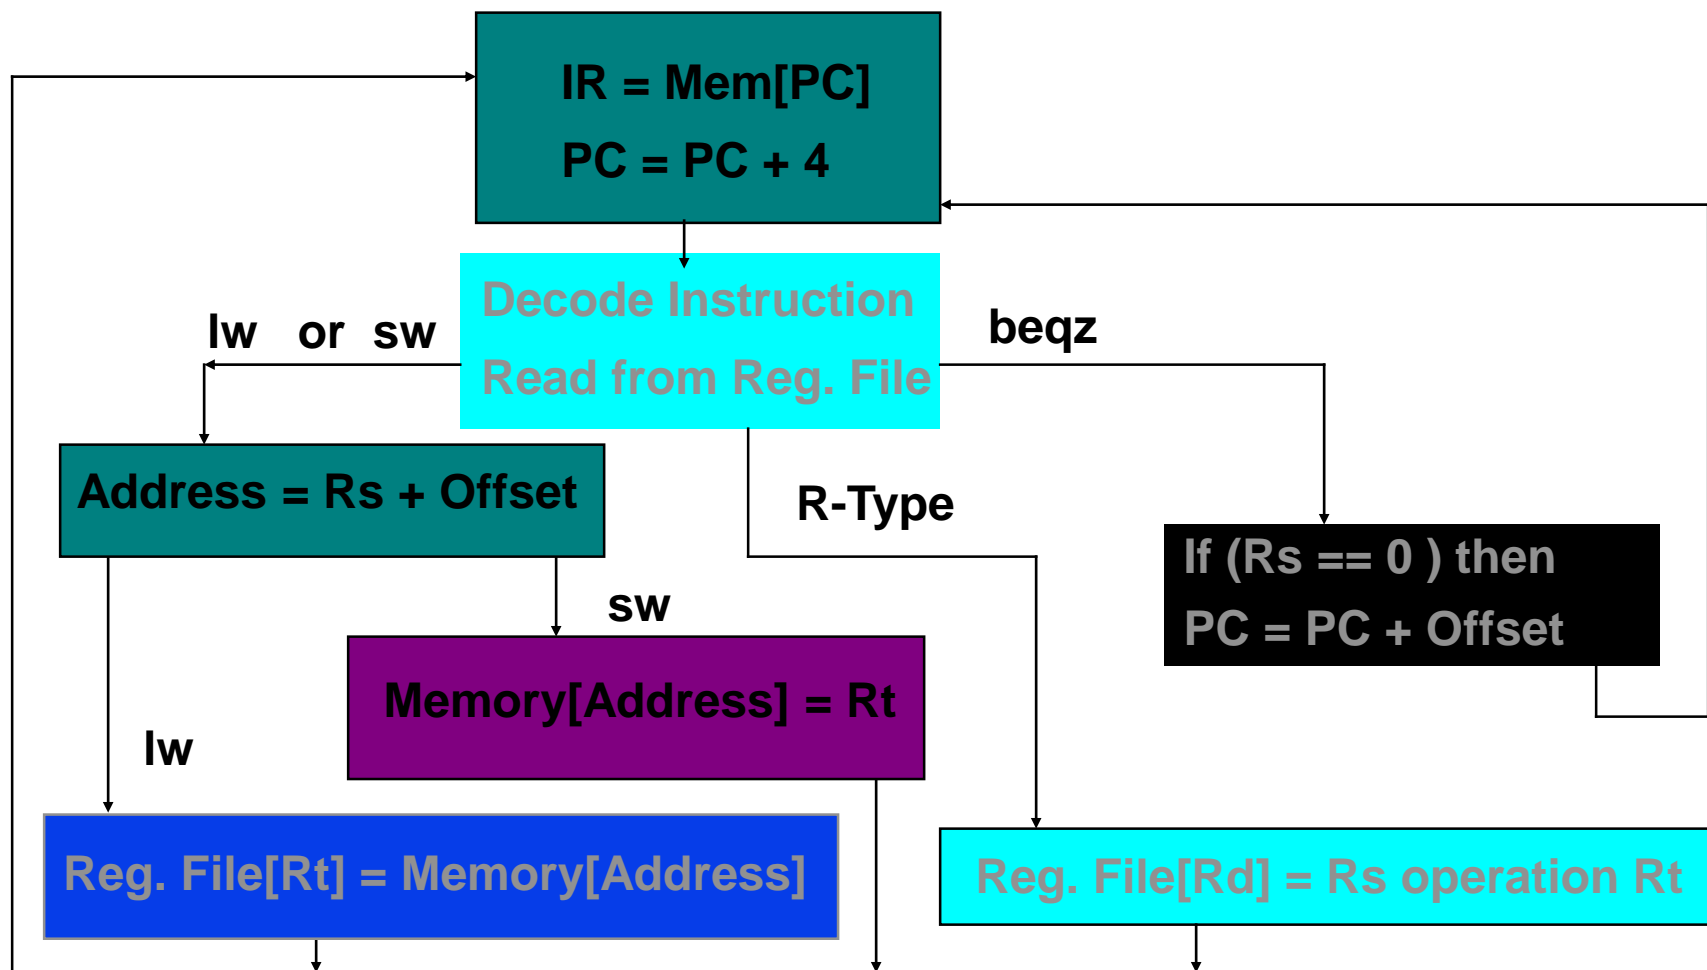 IR = Mem[PC]
PC = PC + 4
Decode Instruction
Read from Reg. File
lw or sw
beqz
Address = Rs + Offset
R-Type
If (Rs == 0 ) then
PC = PC + Offset
sw
Memory[Address] = Rt
lw
Reg. File[Rt] = Memory[Address]
Reg. File[Rd] = Rs operation Rt